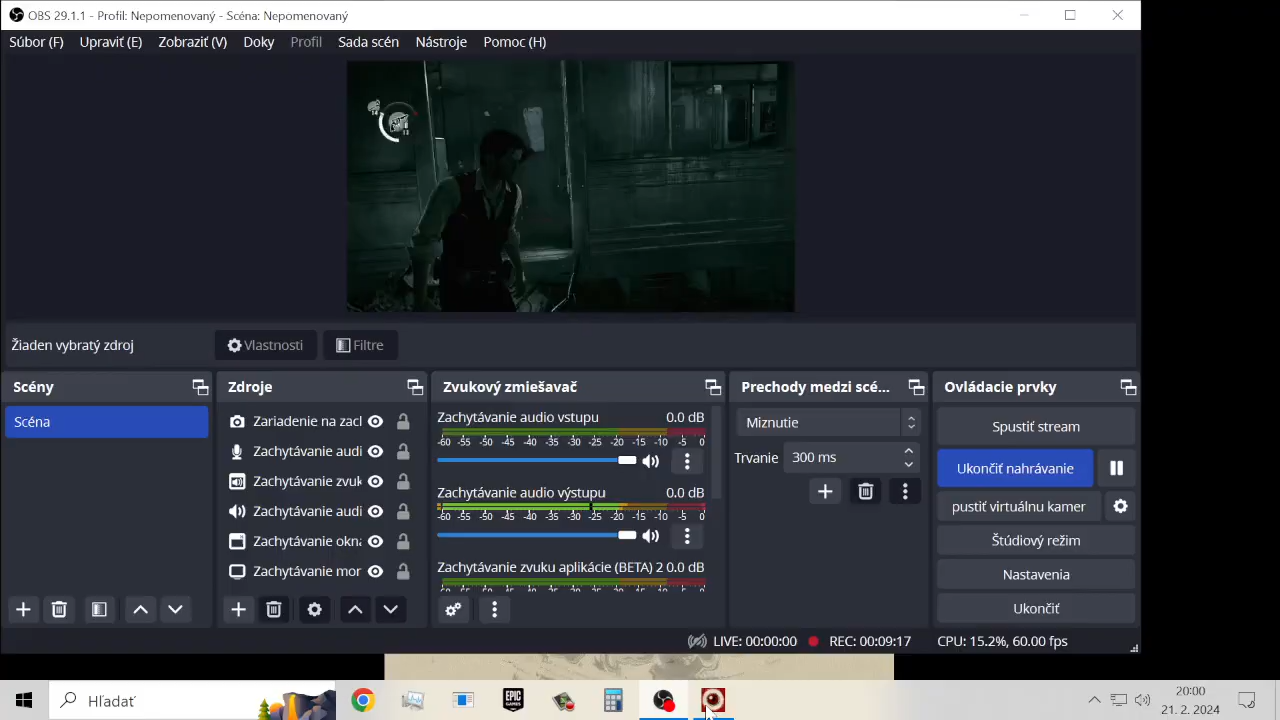 OBS 29.1.1 - Profil: Nepomenovaný - Scéna: Nepomenovaný
Súbor (F) Upraviť (E) Zobraziť (V) Doky Profil Sada scén Nástroje Pomoc (H)
Žiaden vybratý zdroj Vlastnosti Filtre
Scény Zdroje Zvukový zmiešavač Prechody medzi scé... Ovládacie prvky
Scéna
Zariadenie na zacl
Zachytávanie audi
Zachytávanie zvuk
Zachytávanie audi
Zachytávanie okna
Zachytávanie mor
Zachytávanie audio vstupu 0.0 dB
-60 -55 -50 -45 -40 -35 -30 -25 -20 -15 -10 -5 0
Zachytávanie audio výstupu 0.0 dB
-60 -55 -50 -45 -40 -35 -30 -25 -20 -15 -10 -5 0
Zachytávanie zvuku aplikácie (BETA) 2 0.0 dB
Miznutie
Trvanie 300 ms
Spustiť stream
Ukončiť nahrávanie
pustiť virtuálnu kamer
Štúdiový režim
Nastavenia
Ukončiť
LIVE: 00:00:00 REC: 00:09:17 CPU: 15.2%, 60.00 fps
Hľadať
EPIC
GAMES
20:00
21. 2. 2024